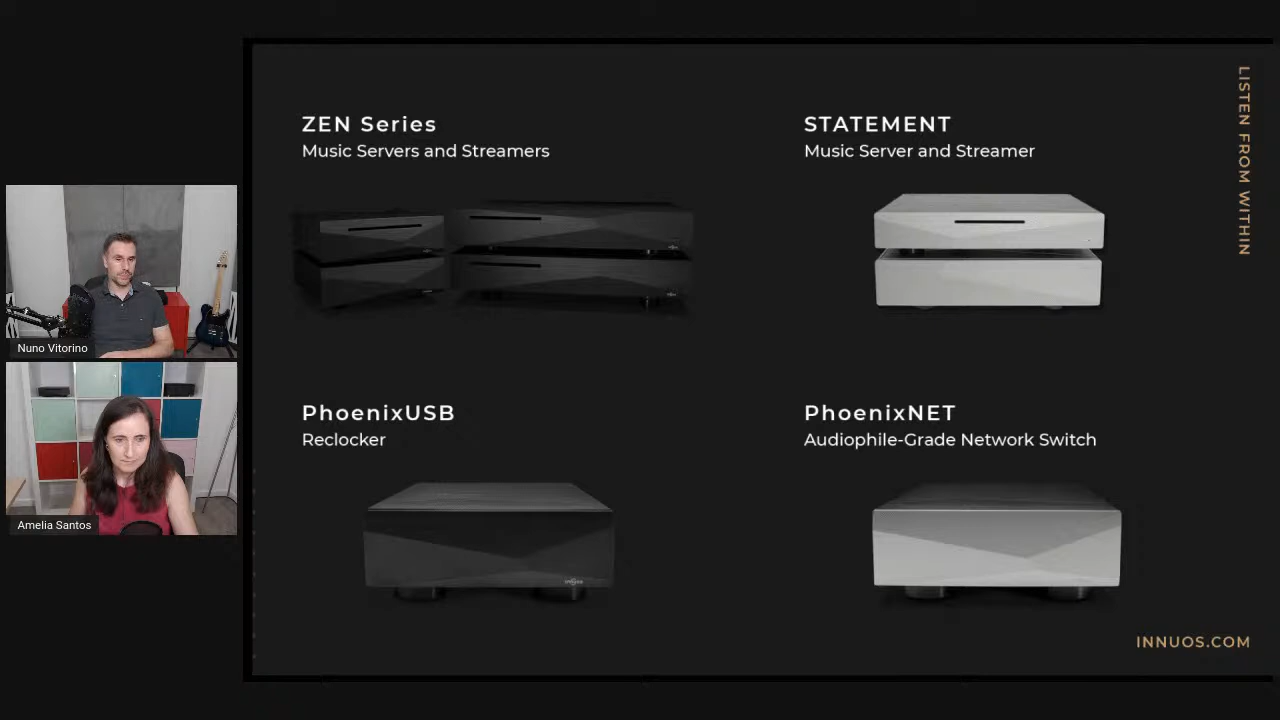 ZEN Series
Music Servers and Streamers
STATEMENT
Music Server and Streamer
LISTEN FROM WITHIN
Nuno Vitorino
Amelia Santos
PhoenixUSB
Reclocker
PhoenixNET
Audiophile-Grade Network Switch
INNUOS.COM